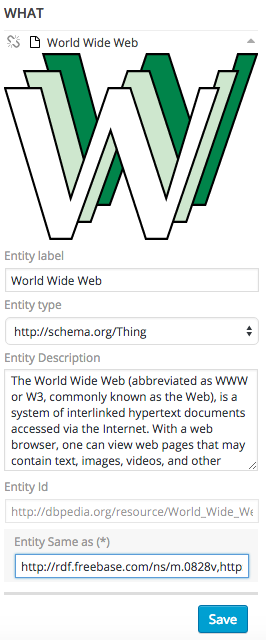 WHAT
World Wide Web
Entity label
World Wide Web
Entity type
http://schema.org/Thing
Entity Description
The World Wide Web (abbreviated as WWW
or W3, commonly known as the Web), is a
system of interlinked hypertext documents
accessed via the Internet. With a web
browser, one can view web pages that may
contain text, images, videos, and other
Entity Id
http://dbpedia.org/resource/World_Wide_We
Entity Same as (*)
http://rdf.freebase.com/ns/m.0828v,http
Save